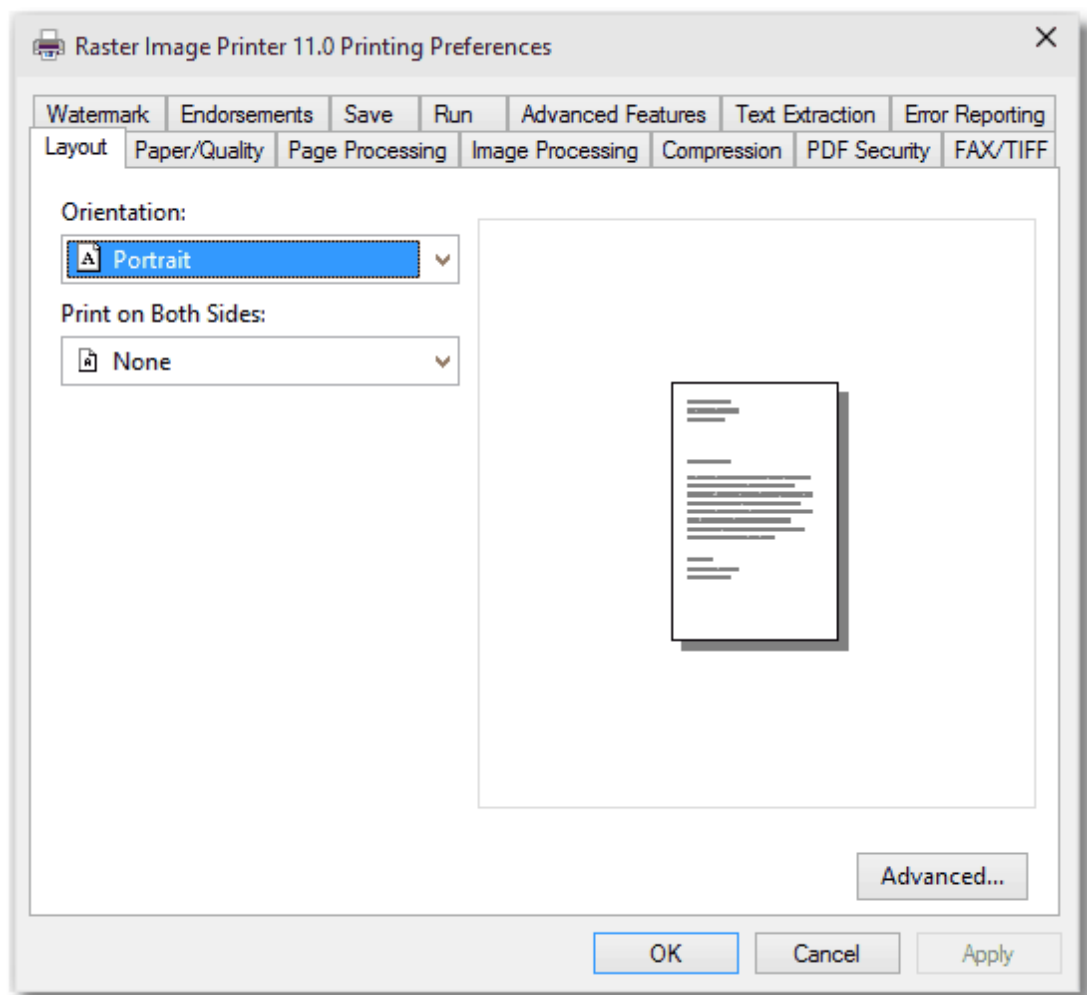 Raster Image Printer 11.0 Printing Preferences
Watermark Endorsements Save Run Advanced Features Text Extraction Error Reporting
Layout Paper/Quality Page Processing Image Processing Compression PDF Security FAX/TIFF
Orientation:
A Portrait
Print on Both Sides:
A None
Advanced...
OK Cancel Apply